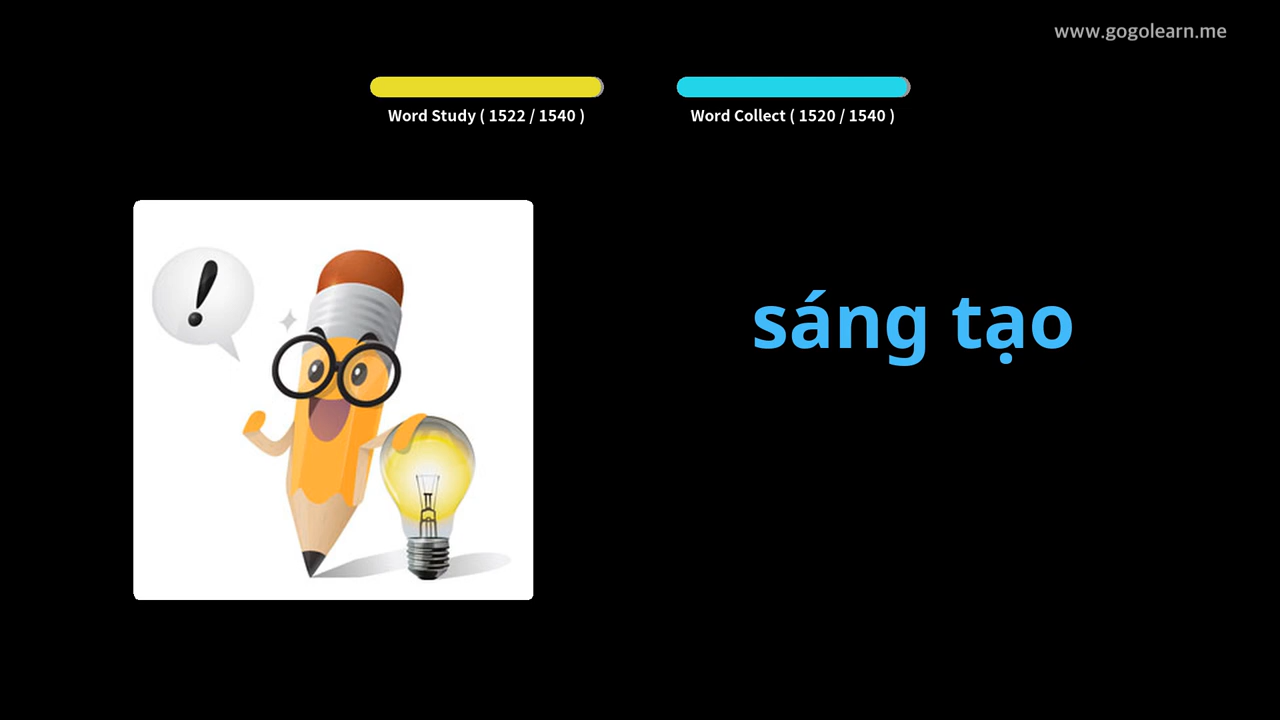 www.gogolearn.me
Word Study ( 1522 / 1540 )
Word Collect ( 1520 / 1540 )
!
sáng tạo